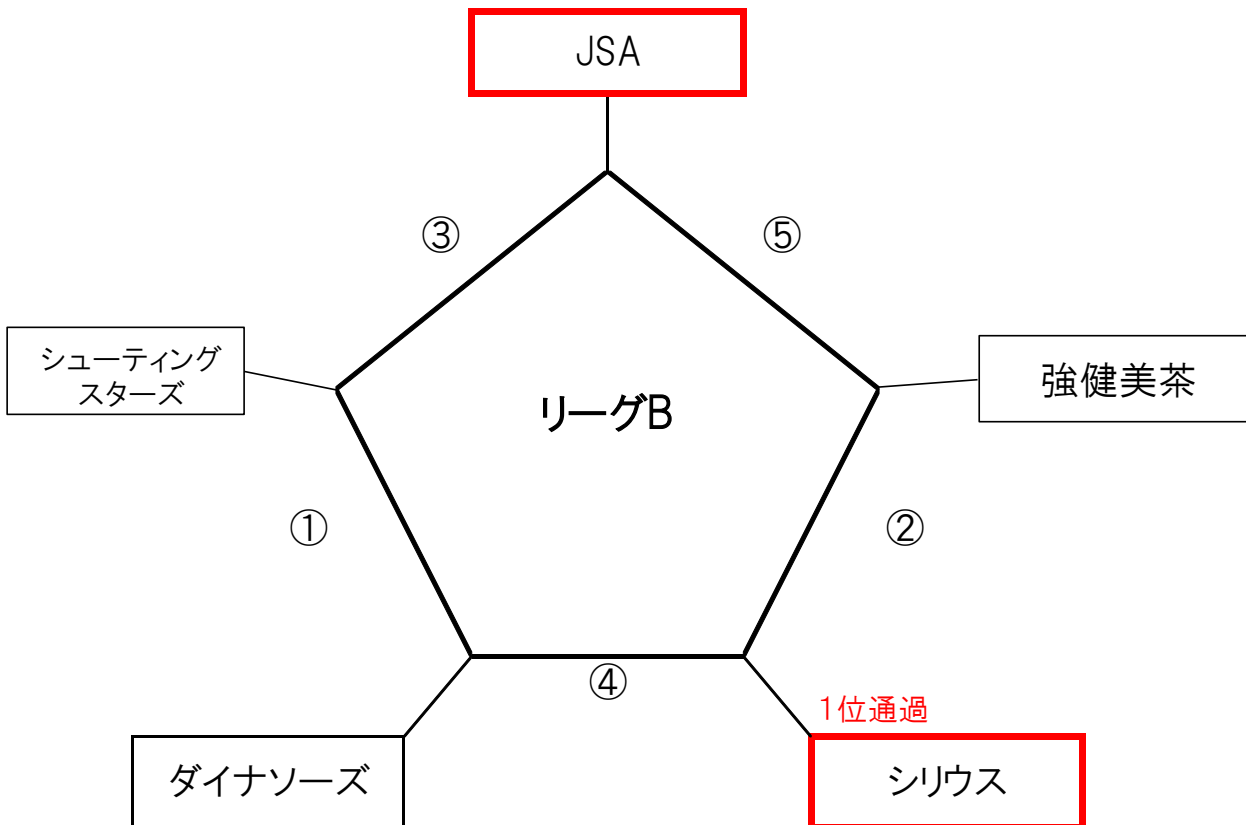 JSA
③
⑤
シューティング
スターズ
強健美茶
リーグB
①
②
④
1位通過
ダイナソーズ
シリウス